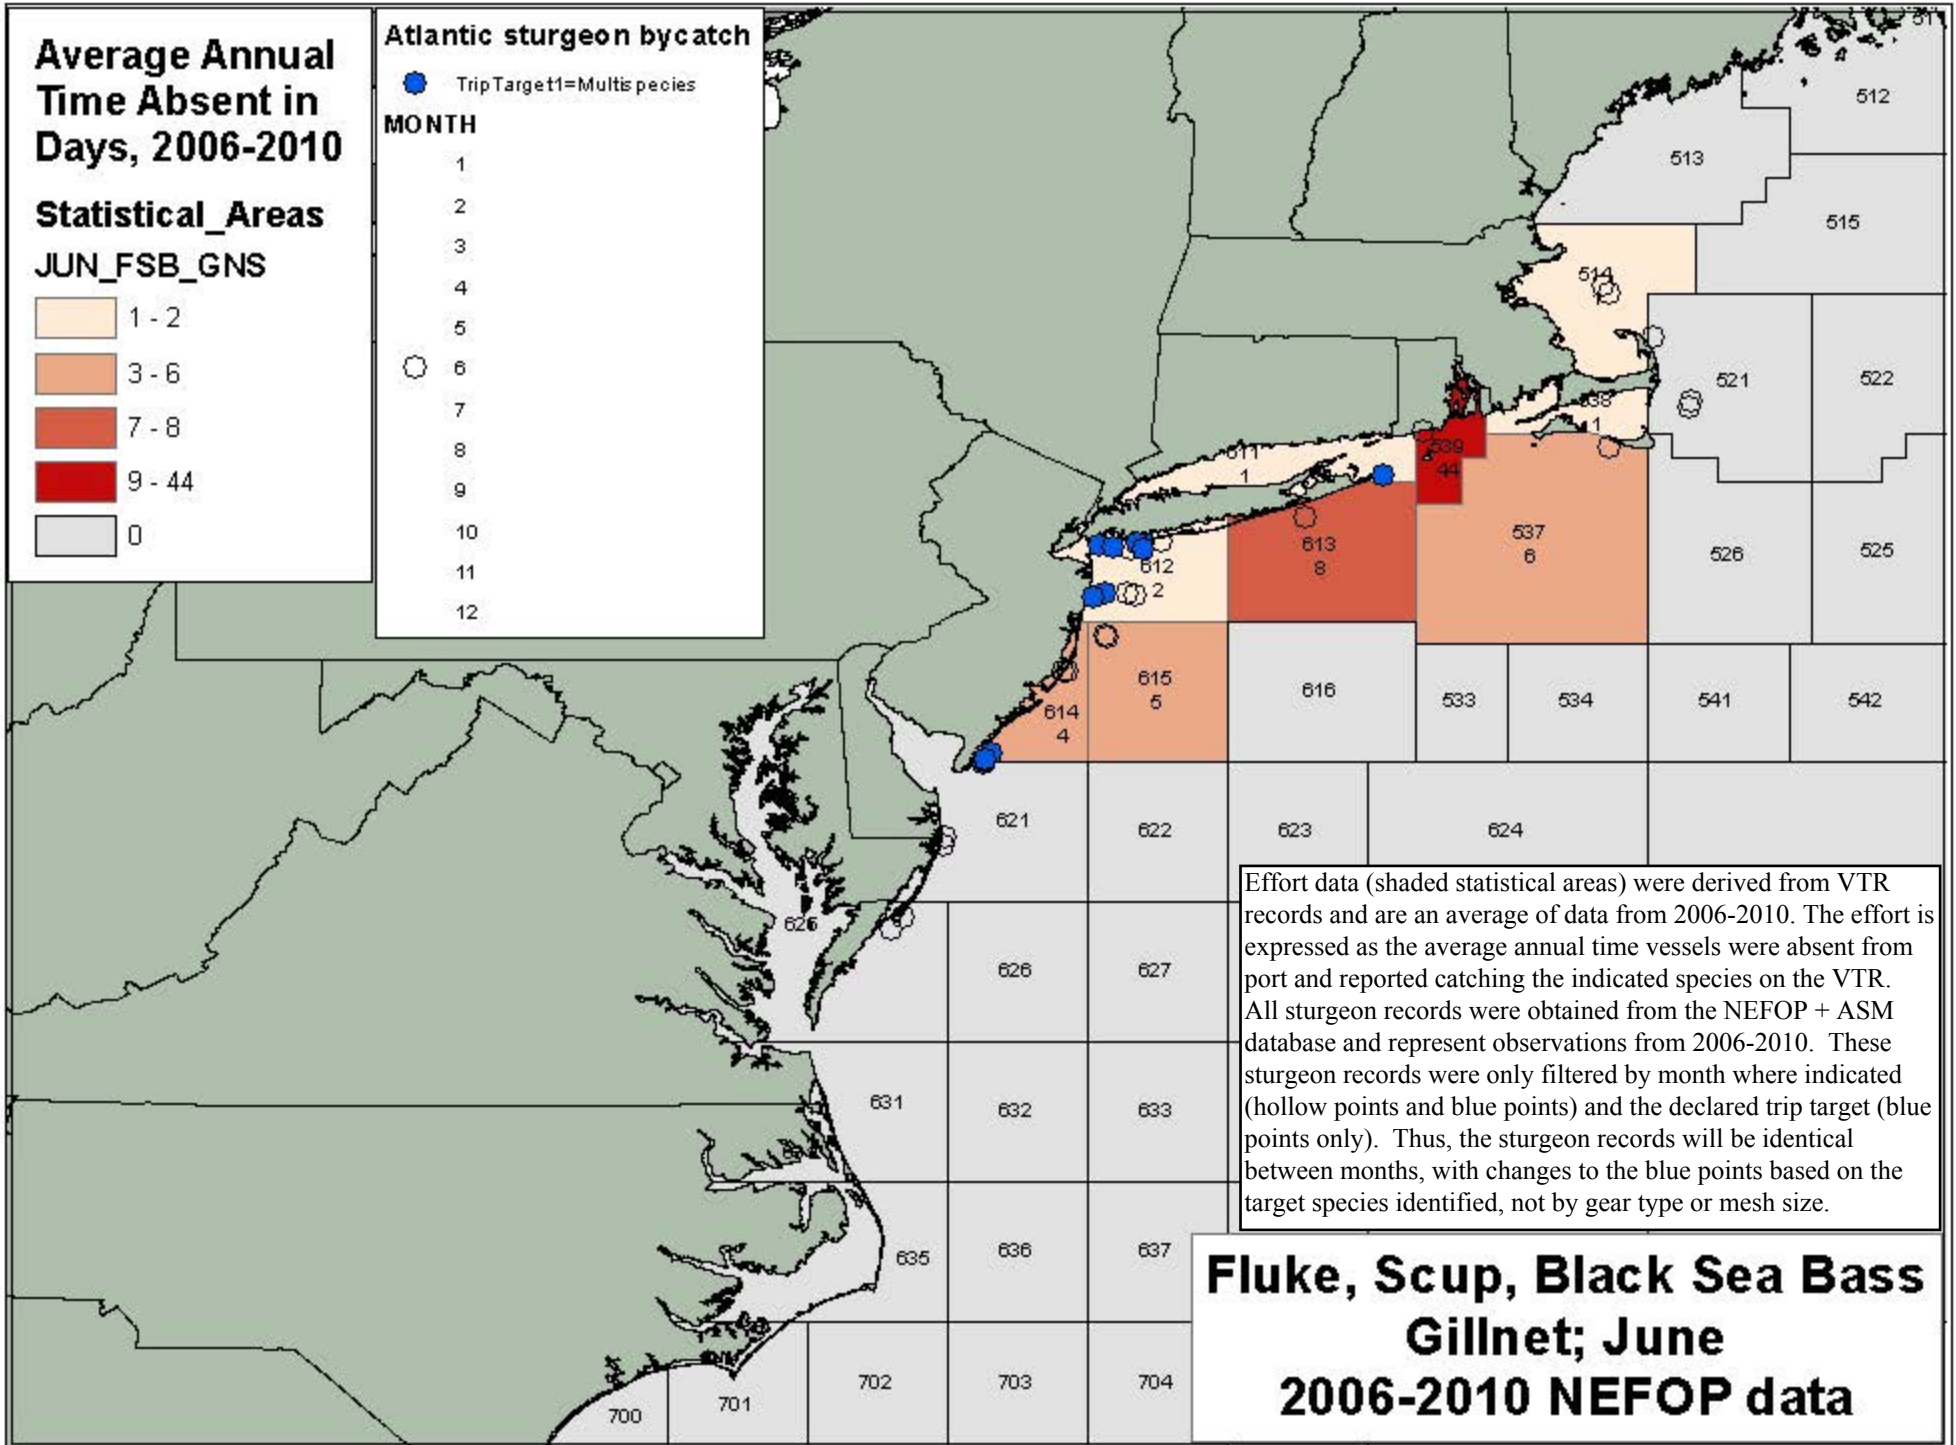 Average Annual
Time Absent in
Days, 2006-2010
Statistical_Areas
JUN_FSB_GNS
1 - 2
3 - 6
7 - 8
9 - 44
0
Atlantic sturgeon bycatch
TripTarget1=Multispecies
MONTH
1
2
3
4
5
6
7
8
9
10
11
12
511
512
513
515
514
521
522
538
1
539
44
611
1
613
8
537
6
526
525
612
2
615
5
616
533
534
541
542
614
4
621
622
623
624
625
626
627
631
632
633
635
636
637
700
701
702
703
704
Effort data (shaded statistical areas) were derived from VTR
records and are an average of data from 2006-2010. The effort is
expressed as the average annual time vessels were absent from
port and reported catching the indicated species on the VTR.
All sturgeon records were obtained from the NEFOP + ASM
database and represent observations from 2006-2010.  These
sturgeon records were only filtered by month where indicated
(hollow points and blue points) and the declared trip target (blue
points only).  Thus, the sturgeon records will be identical
between months, with changes to the blue points based on the
target species identified, not by gear type or mesh size.
Fluke, Scup, Black Sea Bass
Gillnet; June
2006-2010 NEFOP data